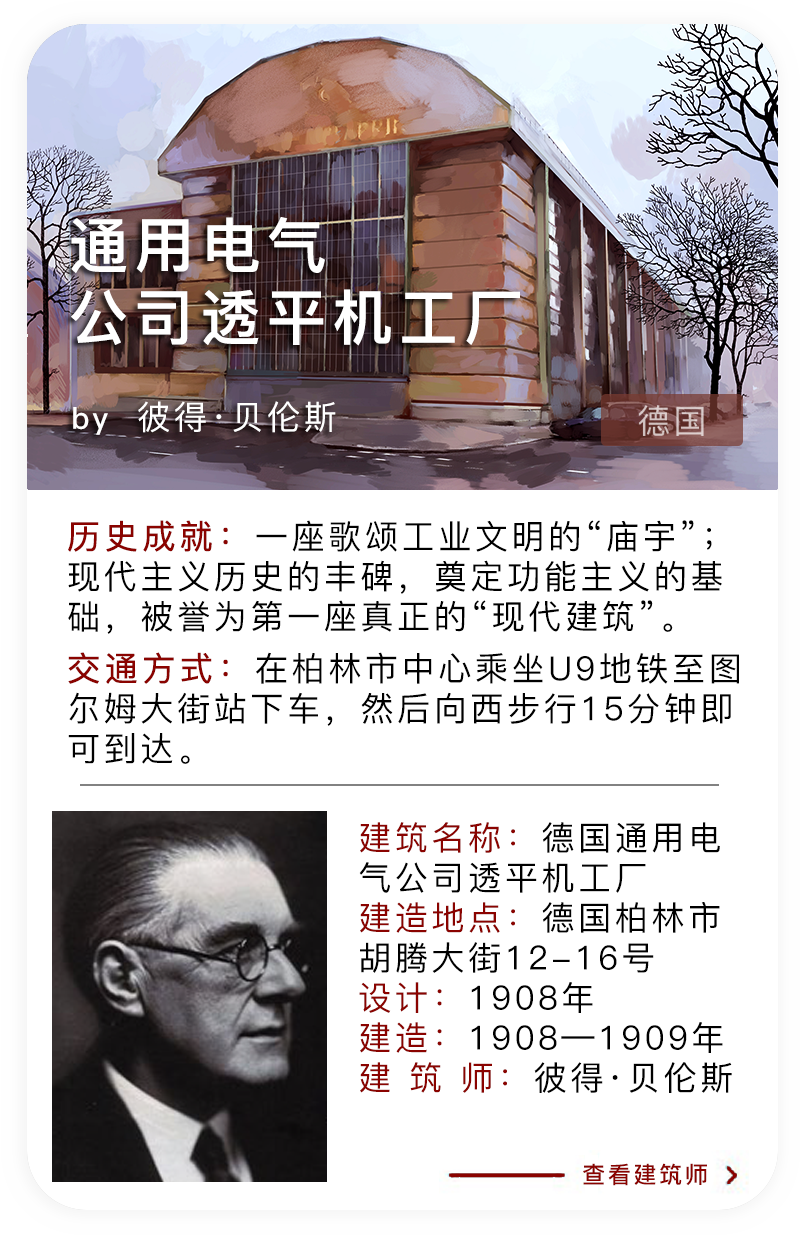 通用电气
公司透平机工厂
by 彼得·贝伦斯
德国
历史成就：一座歌颂工业文明的“庙宇”；
现代主义历史的丰碑，奠定功能主义的基
础，被誉为第一座真正的“现代建筑”。
交通方式：在柏林市中心乘坐U9地铁至图
尔姆大街站下车，然后向西步行15分钟即
可到达。
建筑名称：德国通用电
气公司透平机工厂
建造地点：德国柏林市
胡腾大街12-16号
设计：1908年
建造：1908—1909年
建 筑 师：彼得·贝伦斯
查看建筑师 >